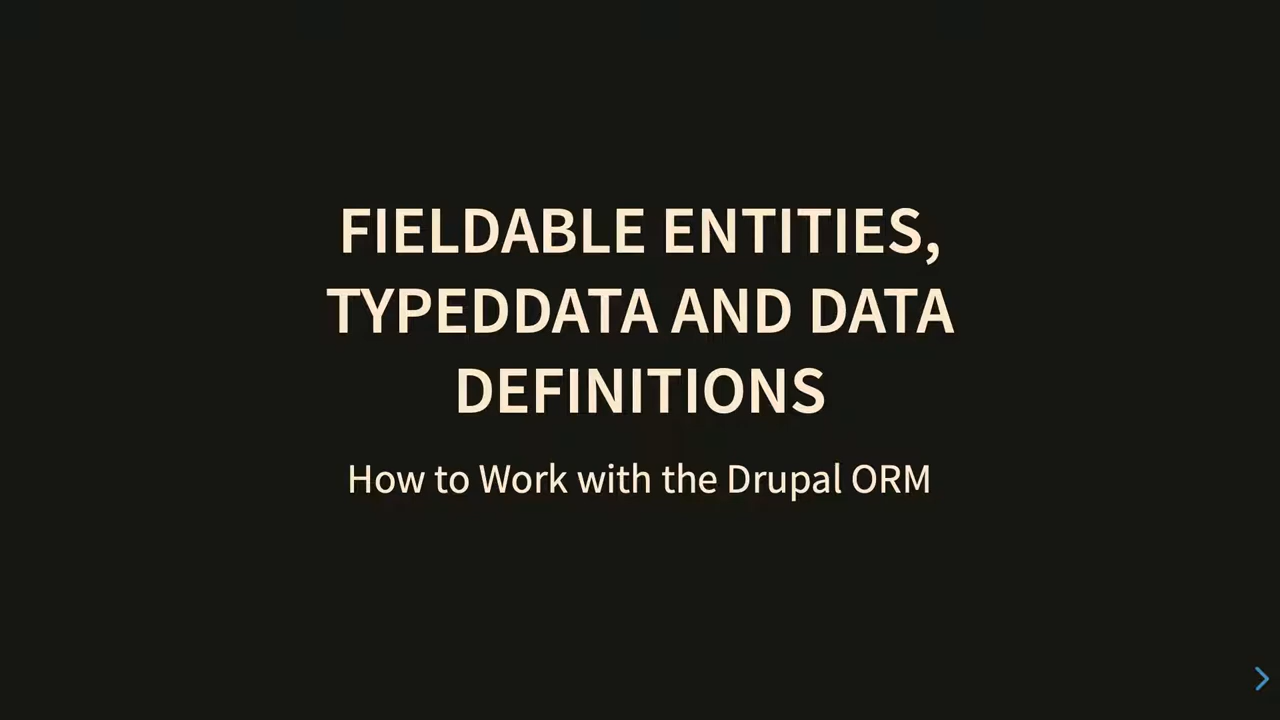 FIELDABLE ENTITIES,
TYPEDDATA AND DATA
DEFINITIONS
How to Work with the Drupal ORM